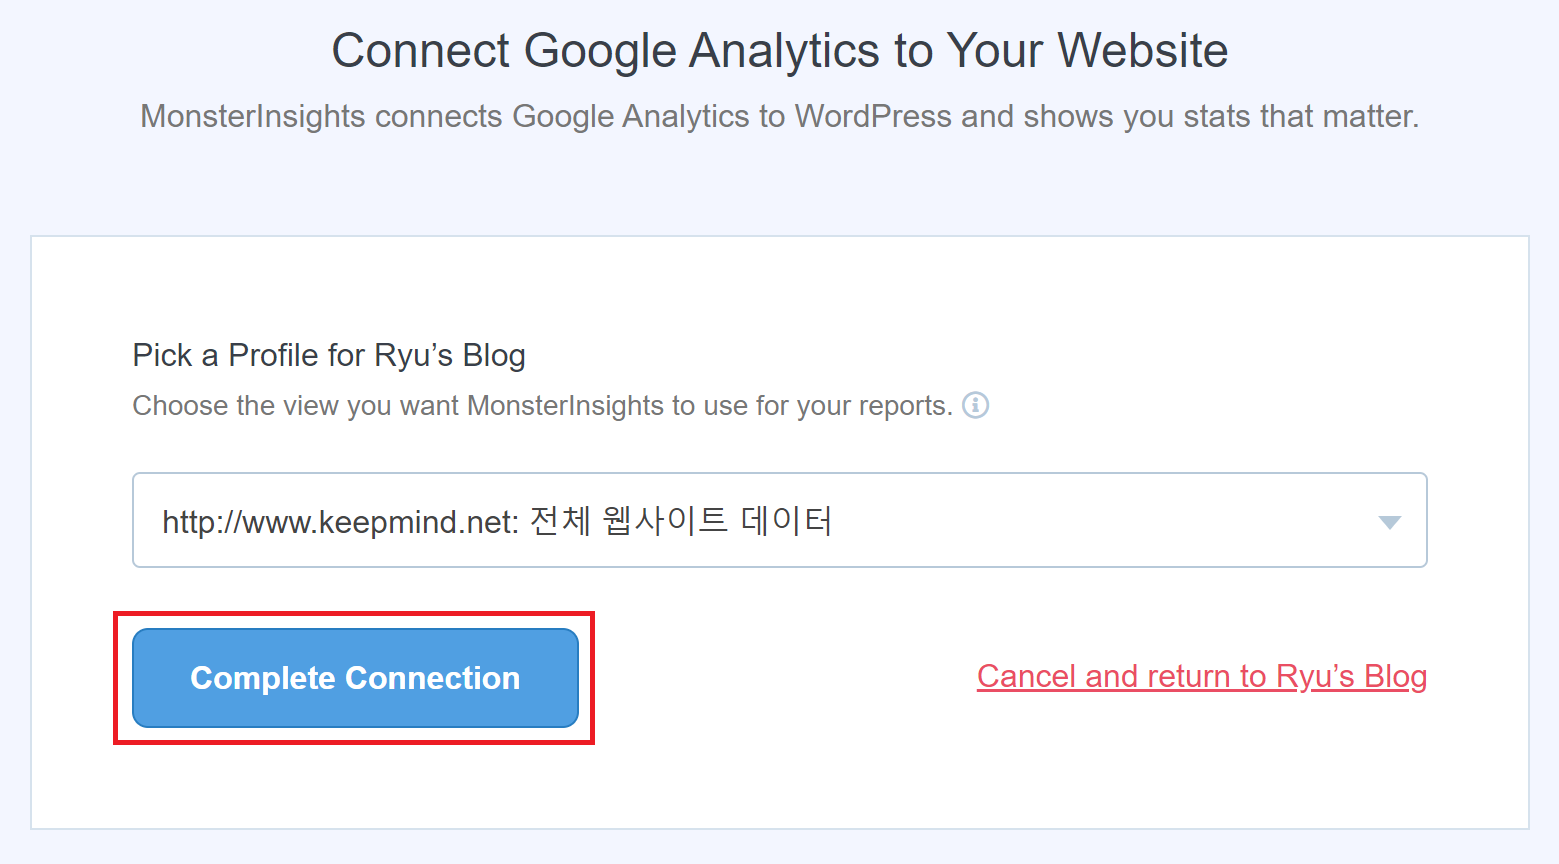 Connect Google Analytics to Your Website
MonsterInsights connects Google Analytics to WordPress and shows you stats that matter.
Pick a Profile for Ryu’s Blog
Choose the view you want MonsterInsights to use for your reports.
http://www.keepmind.net: 전체 웹사이트 데이터
Complete Connection
Cancel and return to Ryu’s Blog